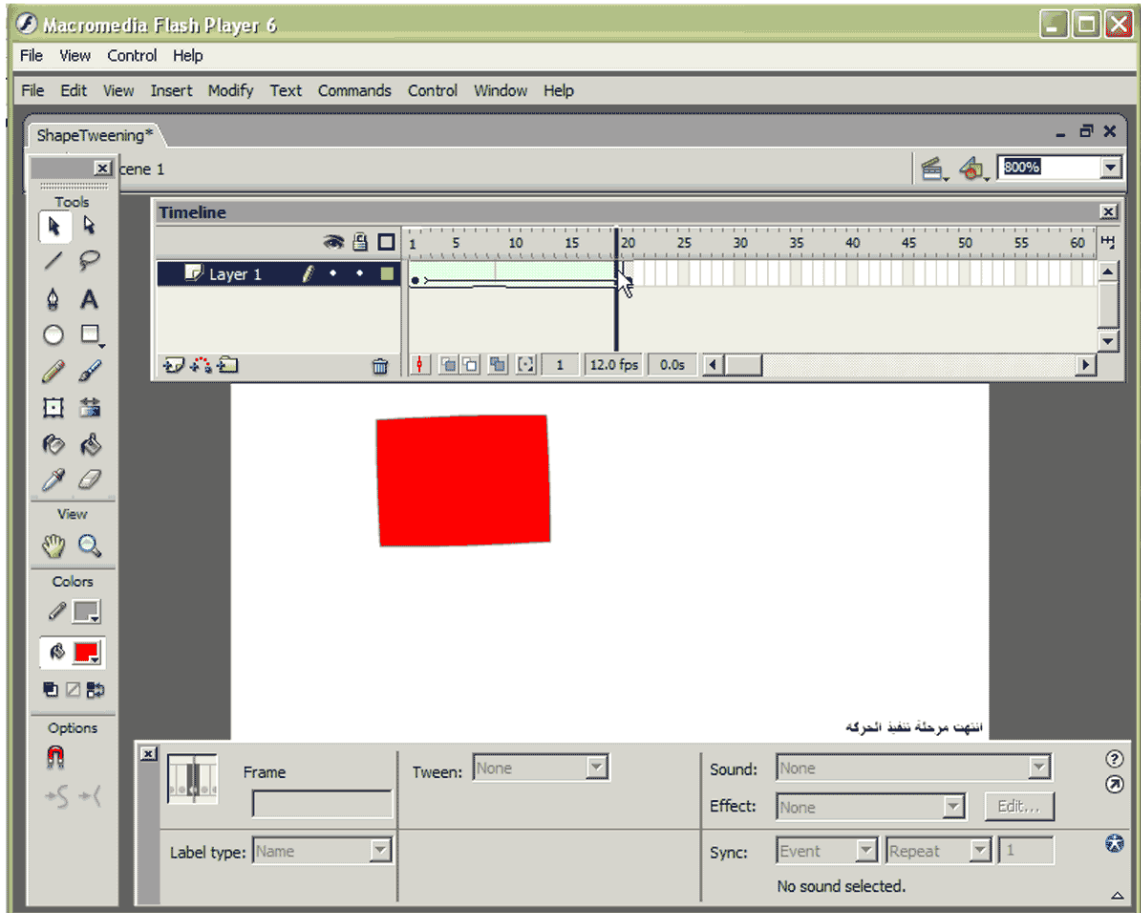 Macromedia Flash Player 6
File View Control Help
File Edit View Insert Modify Text Commands Control Window Help
ShapeTweening*
cene 1
800%
Tools
Timeline
1 5 10 15 20 25 30 35 40 45 50 55 60
Layer 1
1 12.0 fps 0.0s
View
Colors
Options
انتهت مرحلة تنفيذ الحركه
Frame
Label type: Name
Tween: None
Sound: None
Effect: None Edit...
Sync: Event Repeat 1
No sound selected.